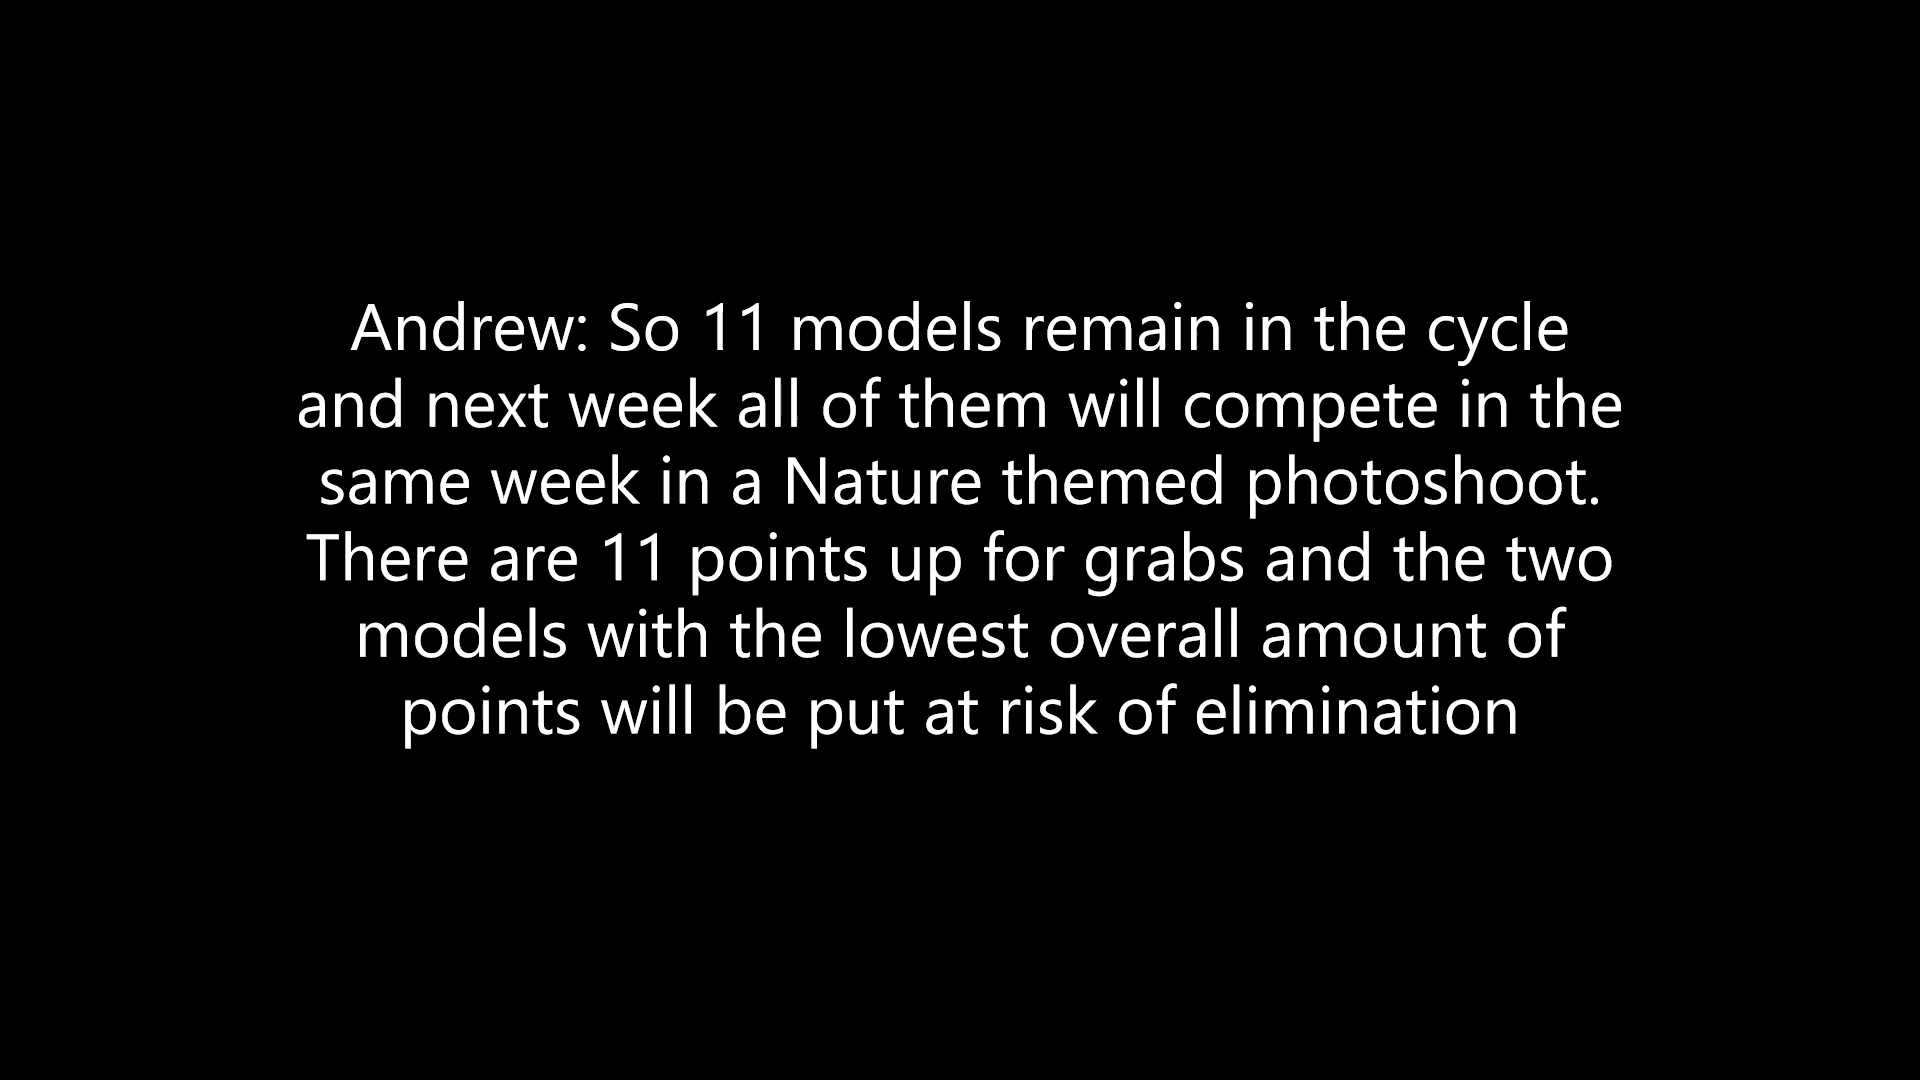 Andrew: So 11 models remain in the cycle
and next week all of them will compete in the
same week in a Nature themed photoshoot.
There are 11 points up for grabs and the two
models with the lowest overall amount of
points will be put at risk of elimination